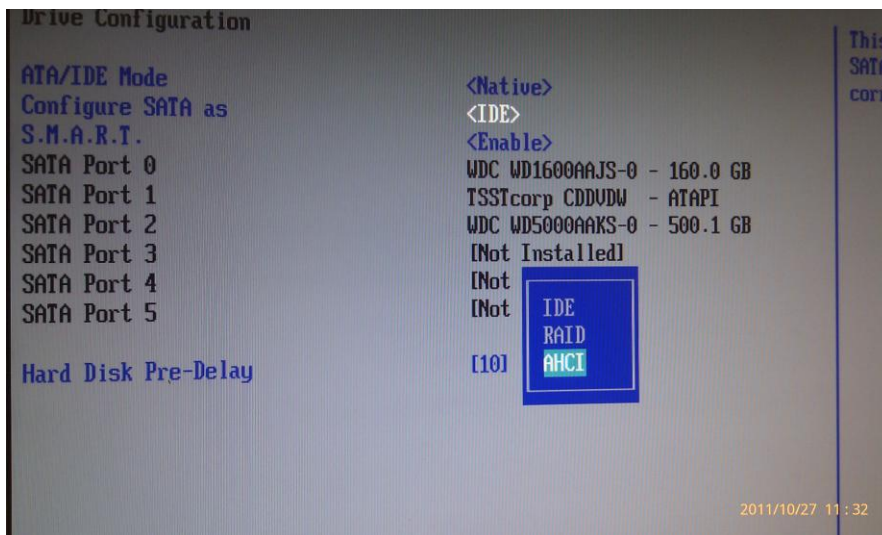 Drive Configuration
This
ATA/IDE Mode <Native> SATA
Configure SATA as <IDE>
S.M.A.R.T. <Enable>
SATA Port 0 WDC WD1600AAJS-0 - 160.0 GB
SATA Port 1 TSSTcorp CDDVDW - ATAPI
SATA Port 2 WDC WD5000AAKS-0 - 500.1 GB
SATA Port 3 [Not Installed]
SATA Port 4 [Not
SATA Port 5 [Not
IDE
RAID
AHCI
Hard Disk Pre-Delay [10]
2011/10/27 11:32